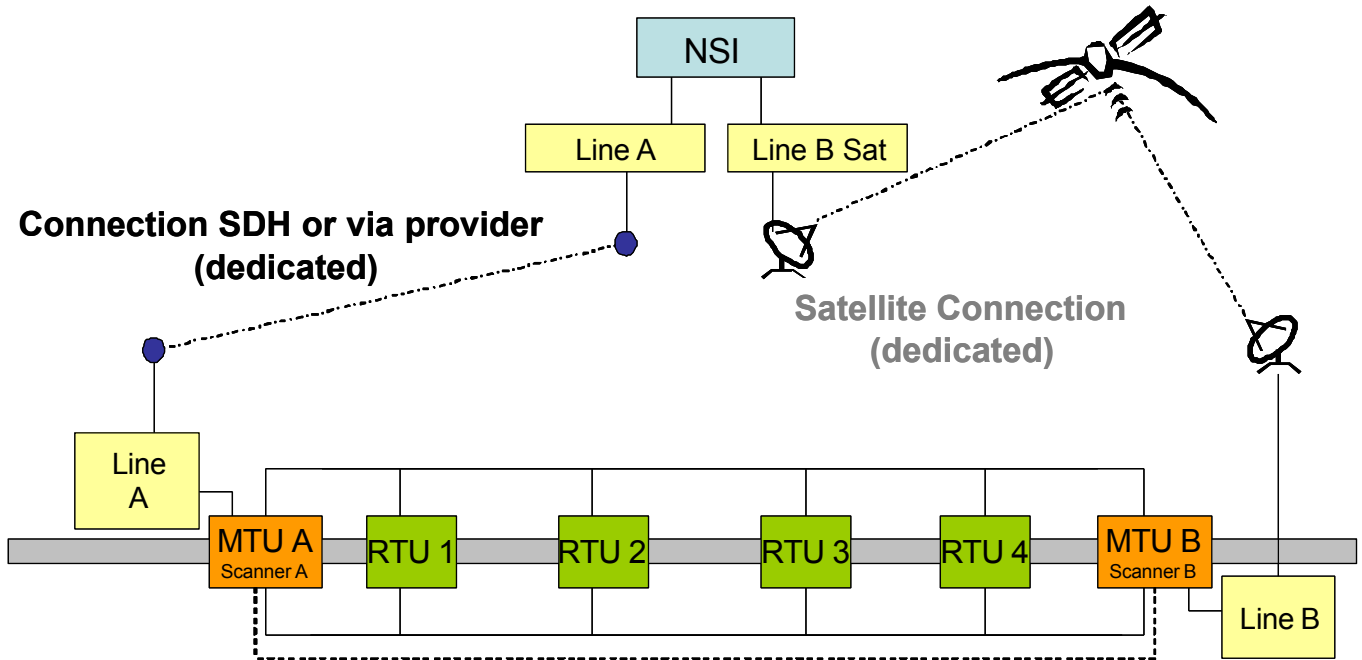 NSI
Line A
Line B Sat
Connection SDH or via provider
(dedicated)
Satellite Connection
(dedicated)
Line
A
MTU A
Scanner A
RTU 1
RTU 2
RTU 3
RTU 4
MTU B
Scanner B
Line B